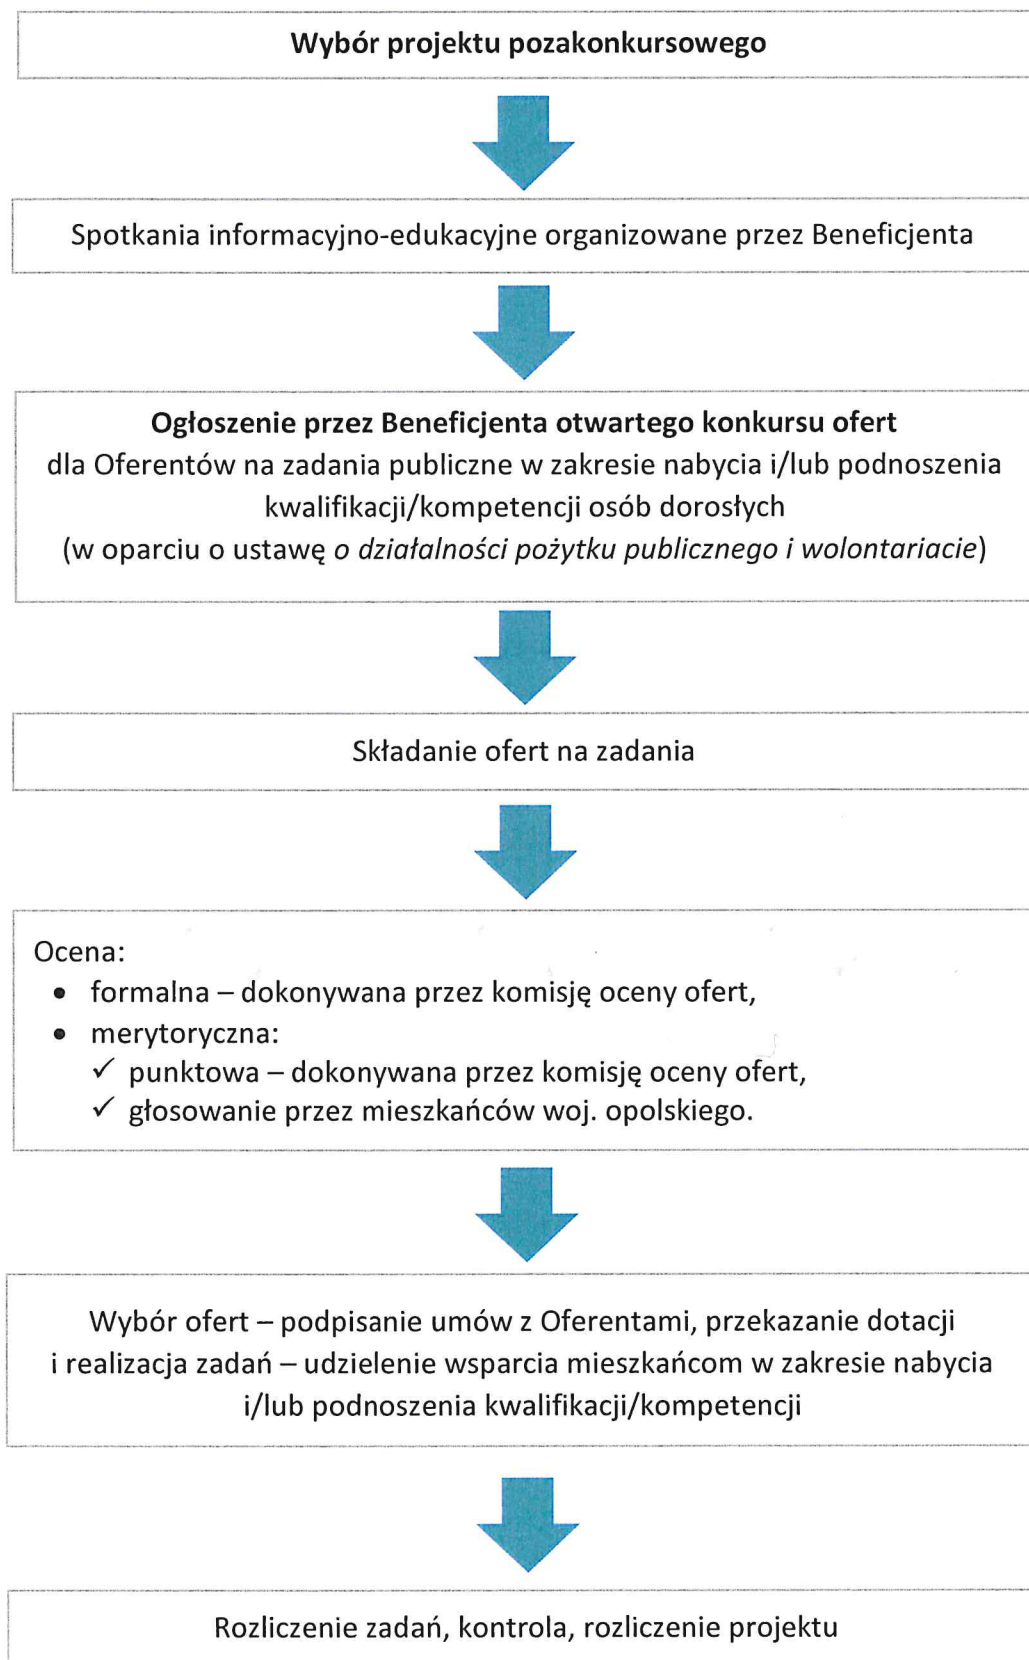 Wybór projektu pozakonkursowego
Spotkania informacyjno-edukacyjne organizowane przez Beneficjenta
Ogłoszenie przez Beneficjenta otwartego konkursu ofert
dla Oferentów na zadania publiczne w zakresie nabycia i/lub podnoszenia
kwalifikacji/kompetencji osób dorosłych
(w oparciu o ustawę o działalności pożytku publicznego i wolontariacie)
Składanie ofert na zadania
Ocena:
• formalna – dokonywana przez komisję oceny ofert,
• merytoryczna:
✓ punktowa – dokonywana przez komisję oceny ofert,
✓ głosowanie przez mieszkańców woj. opolskiego.
Wybór ofert – podpisanie umów z Oferentami, przekazanie dotacji
i realizacja zadań – udzielenie wsparcia mieszkańcom w zakresie nabycia
i/lub podnoszenia kwalifikacji/kompetencji
Rozliczenie zadań, kontrola, rozliczenie projektu